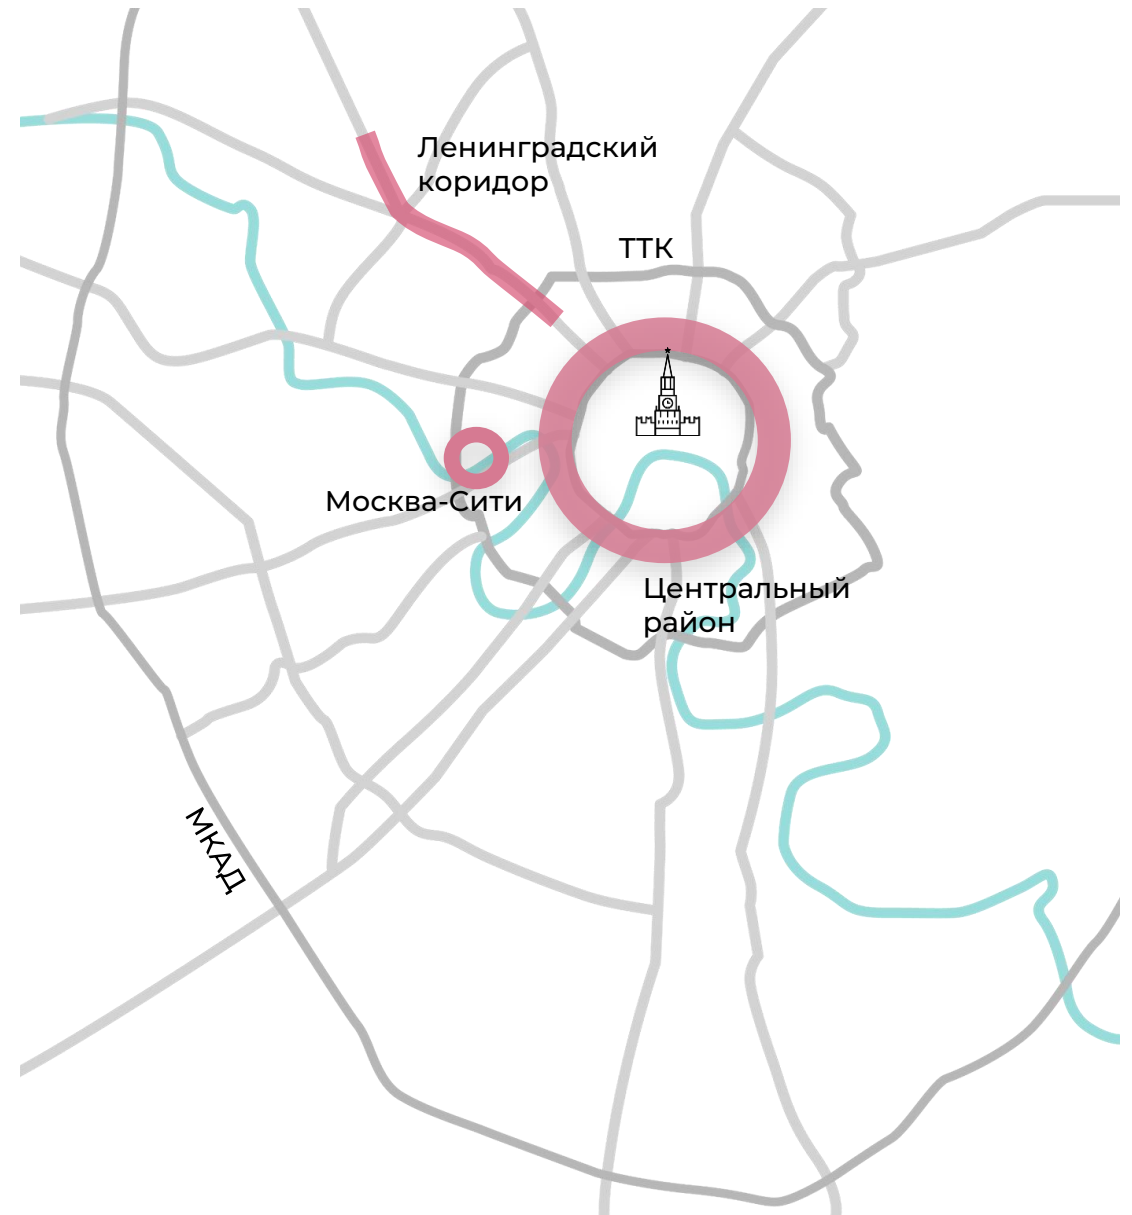 Ленинградский
коридор
ТТК
Москва-Сити
Центральный
район
МКАД